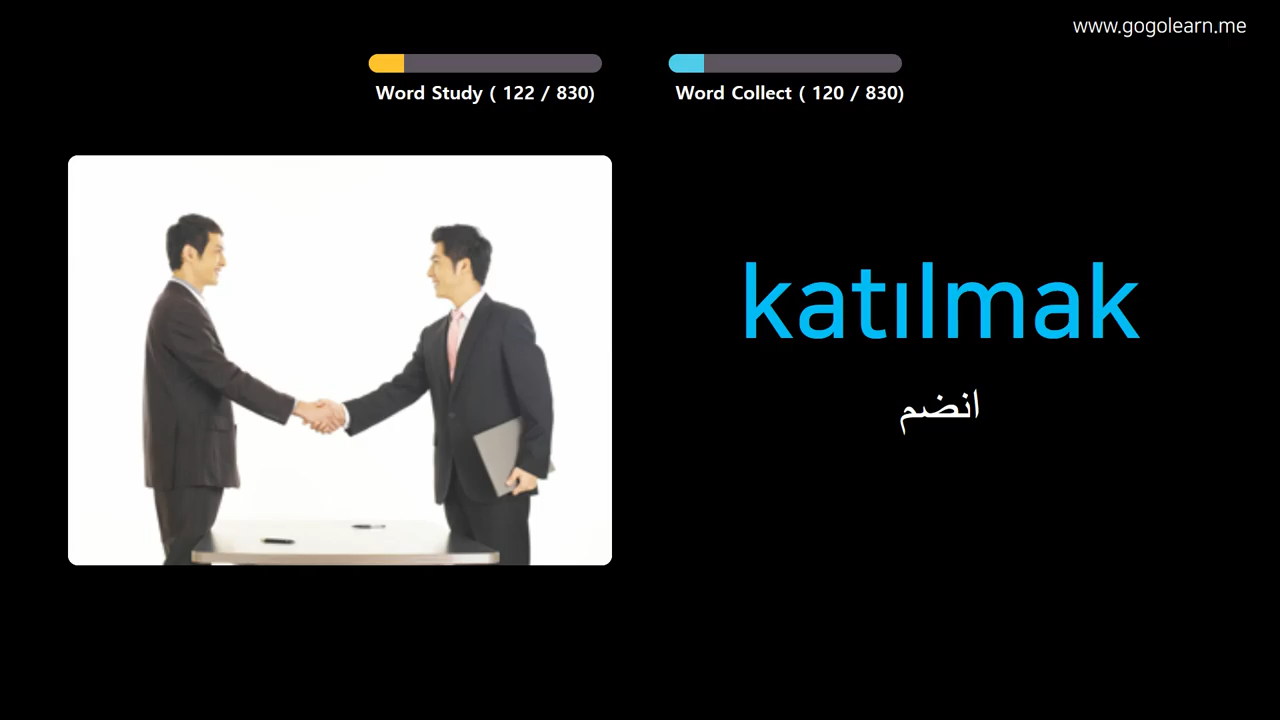 www.gogolearn.me
Word Study ( 122 / 830)
Word Collect ( 120 / 830)
katılmak
انضم